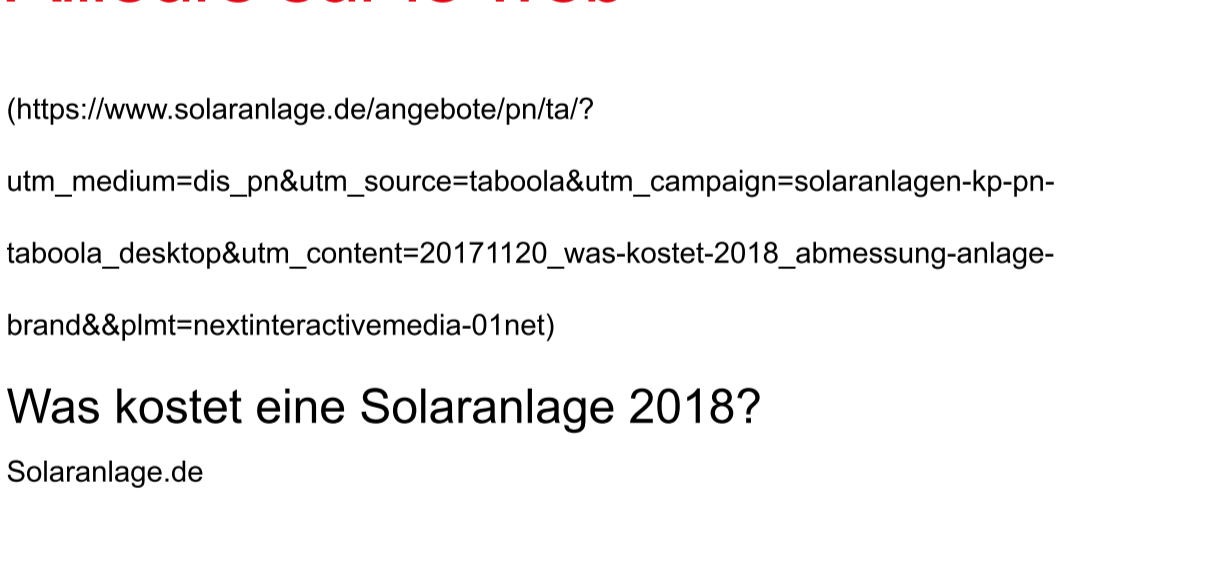 (https://www.solaranlage.de/angebote/pn/ta/?
utm_medium=dis_pn&utm_source=taboola&utm_campaign=solaranlagen-kp-pn-
taboola_desktop&utm_content=20171120_was-kostet-2018_abmessung-anlage-
brand&&plmt=nextinteractivemedia-01net)
Was kostet eine Solaranlage 2018?
Solaranlage.de